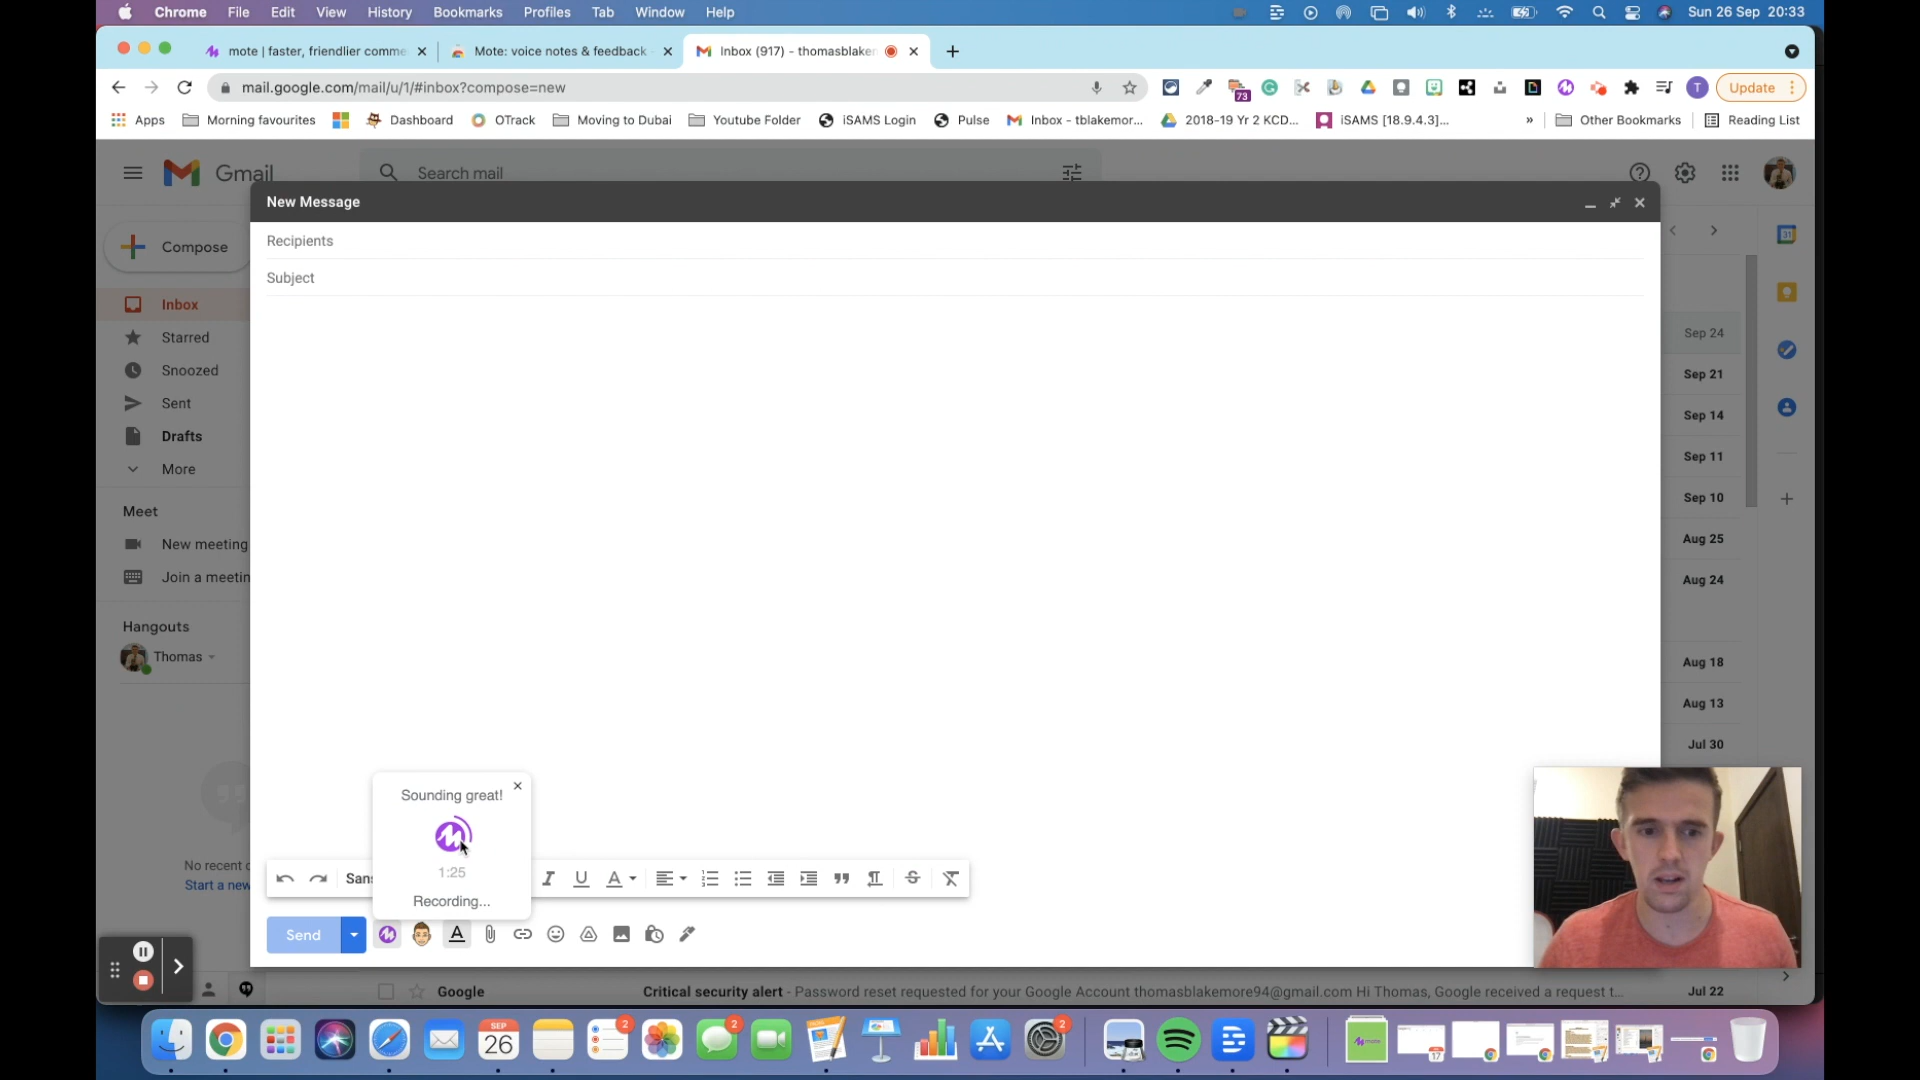 Chrome File Edit View History Bookmarks Profiles Tab Window Help Sun 26 Sep 20:33
mote | faster, friendlier comme Mote: voice notes & feedback Inbox (917) - thomasblake
mail.google.com/mail/u/1/#inbox?compose=new 73 T Update
Apps Morning favourites Dashboard OTrack Moving to Dubai Youtube Folder iSAMS Login Pulse Inbox - tblakemor... 2018-19 Yr 2 KCD... iSAMS [18.9.4.3]... » Other Bookmarks Reading List
Gmail Search mail
New Message
Recipients
Subject
Compose
Inbox
Starred
Snoozed
Sent
Drafts
More
Meet
New meeting
Join a meetin
Hangouts
Thomas
No recent c
Start a new
31
Sep 24
Sep 21
Sep 14
Sep 11
Sep 10
Aug 25
Aug 24
Aug 18
Aug 13
Jul 30
Sounding great!
1:25
Recording...
Sans
Send
Google Critical security alert - Password reset requested for your Google Account thomasblakemore94@gmail.com Hi Thomas, Google received a request t... Jul 22
SEP
26
2
2
2
17
mote